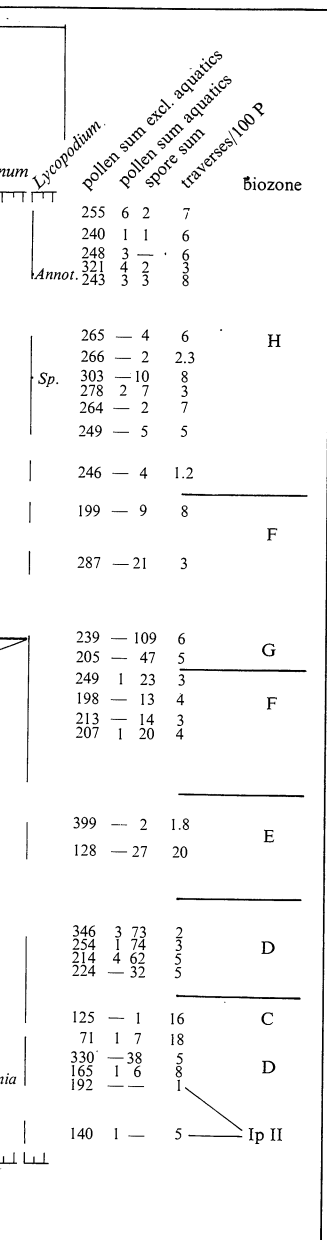 num Lycopodium. pollen sum excl. aquatics pollen sum aquatics spore sum traverses/100 P biozone
255 6 2 7
240 1 1 6
248 3 — 6
321 4 2 3
Annot. 243 3 3 8
265 — 4 6 H
266 — 2 2.3
Sp. 303 — 10 8
278 2 7 3
264 — 2 7
249 — 5 5
246 — 4 1.2
199 — 9 8
F
287 — 21 3
239 — 109 6
G
205 — 47 5
249 1 23 3
198 — 13 4 F
213 — 14 3
207 1 20 4
399 — 2 1.8
E
128 — 27 20
346 3 73 2
254 1 74 3 D
214 4 62 5
224 — 32 5
125 — 1 16 C
71 1 7 18
330 — 38 5
165 1 6 8 D
nia 192 — — 1
140 1 — 5 Ip II